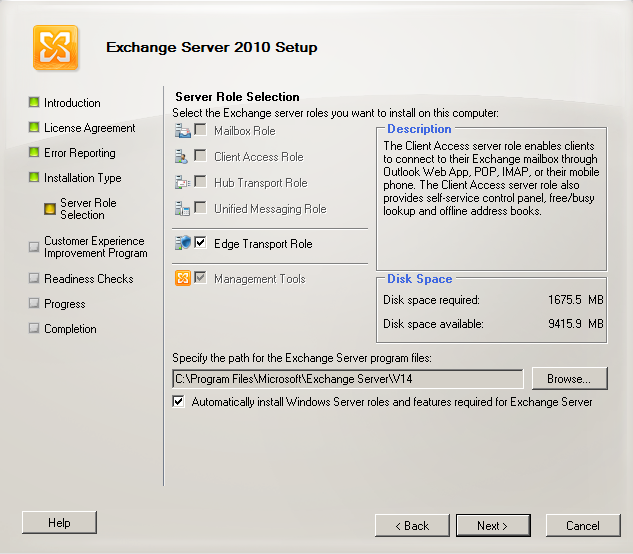 Exchange Server 2010 Setup
Introduction
License Agreement
Error Reporting
Installation Type
Server Role
Selection
Customer Experience
Improvement Program
Readiness Checks
Progress
Completion
Server Role Selection
Select the Exchange server roles you want to install on this computer:
Mailbox Role
Client Access Role
Hub Transport Role
Unified Messaging Role
Edge Transport Role
Management Tools
Description
The Client Access server role enables clients
to connect to their Exchange mailbox through
Outlook Web App, POP, IMAP, or their mobile
phone. The Client Access server role also
provides self-service control panel, free/busy
lookup and offline address books.
Disk Space
Disk space required: 1675.5 MB
Disk space available: 9415.9 MB
Specify the path for the Exchange Server program files:
C:\Program Files\Microsoft\Exchange Server\V14
Browse...
Automatically install Windows Server roles and features required for Exchange Server
Help
< Back
Next >
Cancel